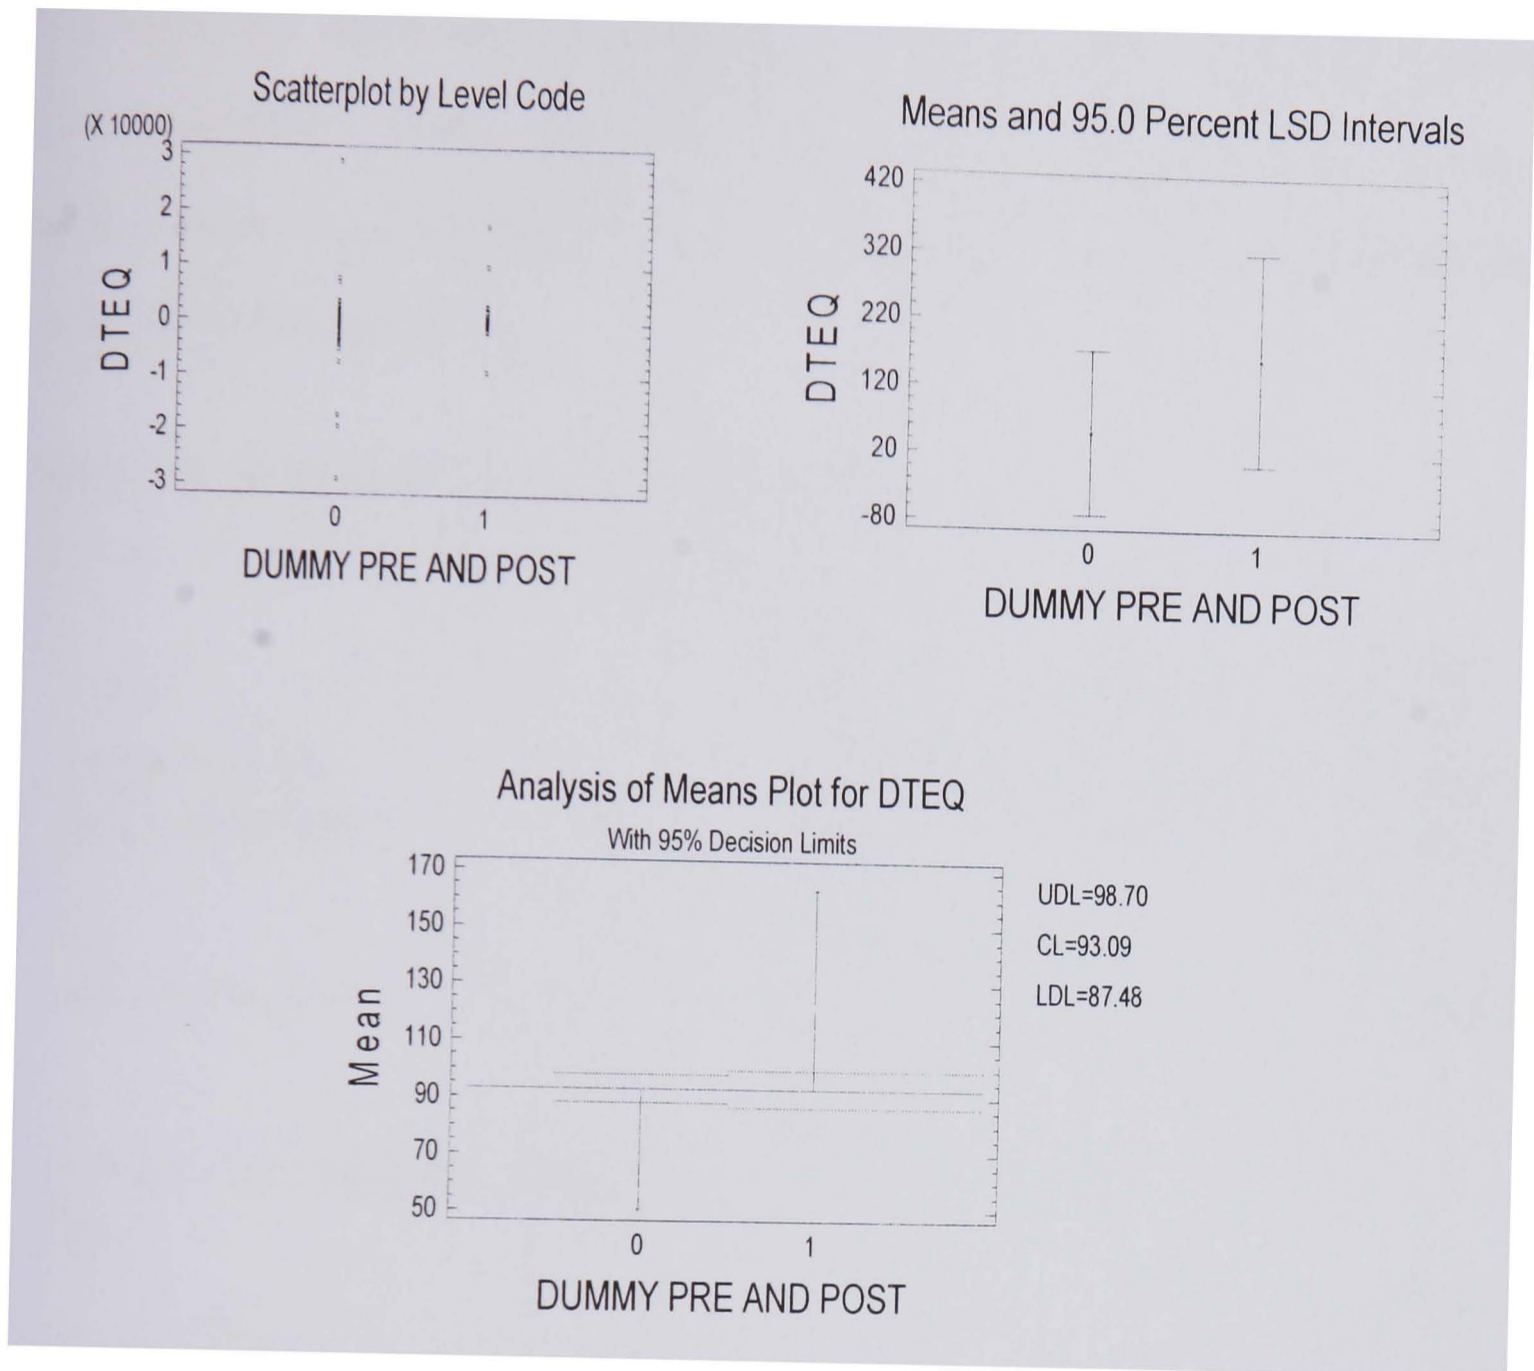 Scatterplot by Level Code
(X 10000)
3
2
1
0
-1
-2
-3
DTEQ
0 1
DUMMY PRE AND POST
Means and 95.0 Percent LSD Intervals
420
320
220
120
20
-80
DTEQ
0 1
DUMMY PRE AND POST
Analysis of Means Plot for DTEQ
With 95% Decision Limits
170
150
130
110
90
70
50
Mean
0 1
DUMMY PRE AND POST
UDL=98.70
CL=93.09
LDL=87.48